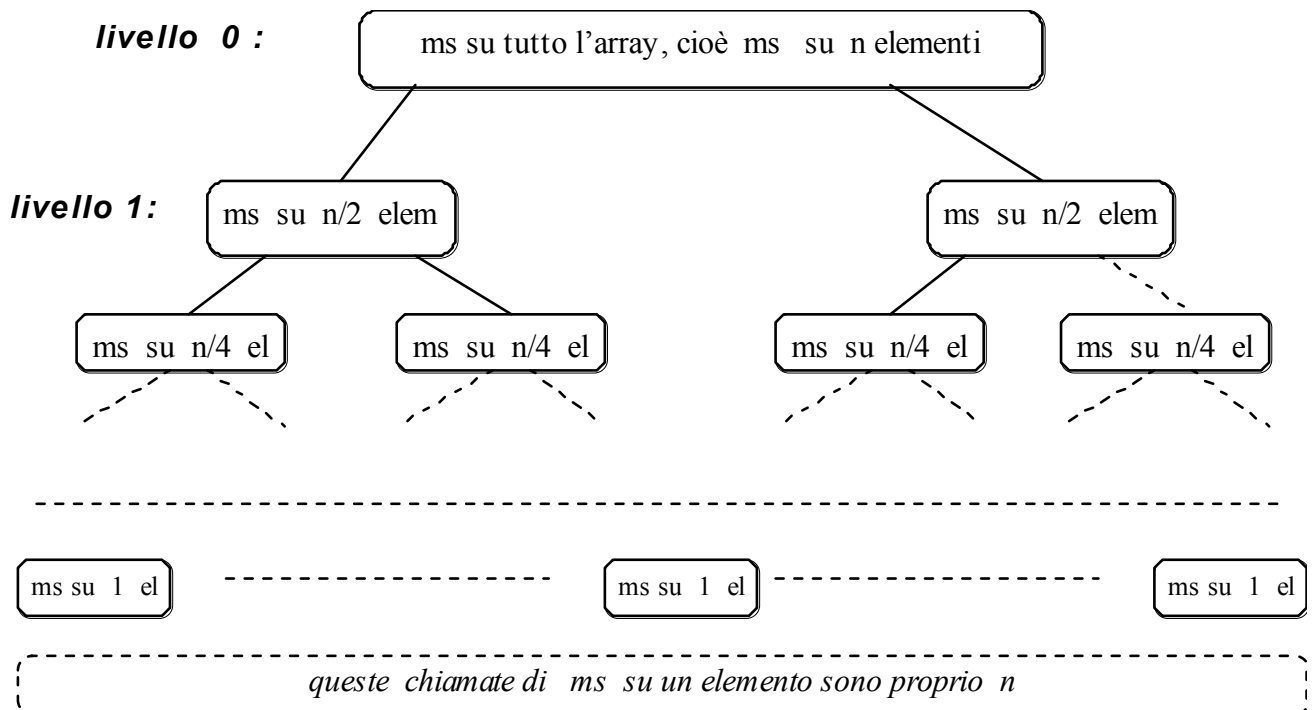 livello 0 :
ms su tutto l'array, cioè ms su n elementi
livello 1:
ms su n/2 elem
ms su n/2 elem
ms su n/4 el
ms su n/4 el
ms su n/4 el
ms su n/4 el
ms su 1 el
ms su 1 el
ms su 1 el
queste chiamate di ms su un elemento sono proprio n